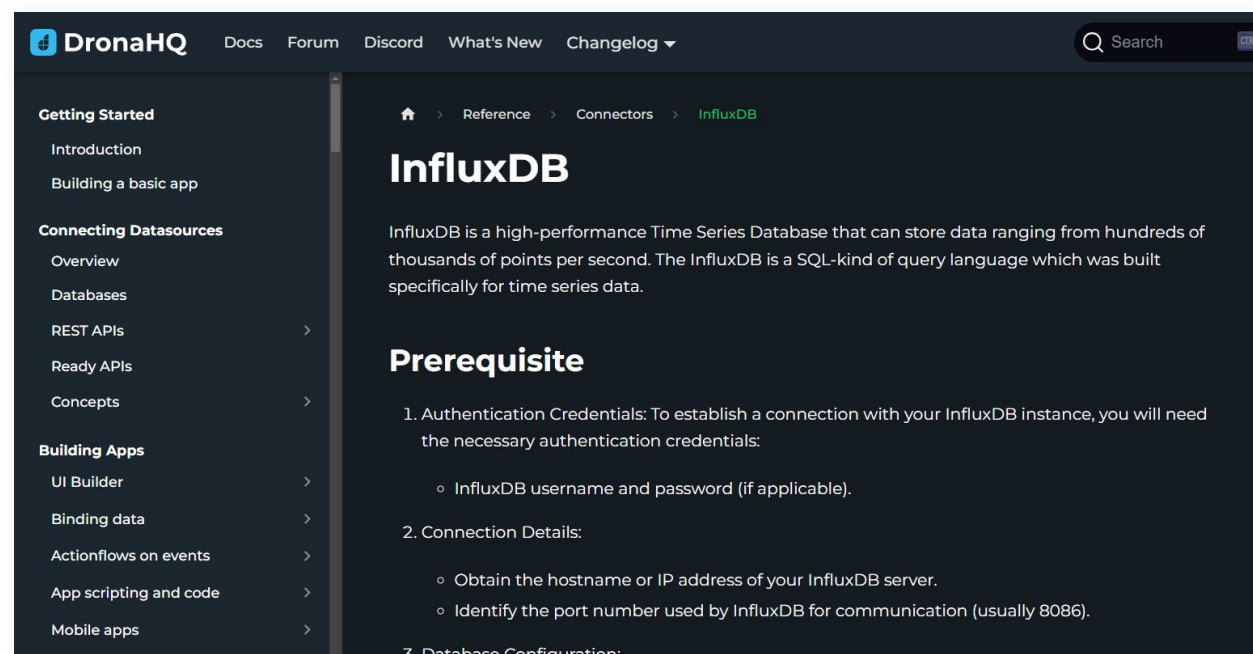 DronaHQ Docs Forum Discord What's New Changelog Search
Getting Started
Introduction
Building a basic app
Connecting Datasources
Overview
Databases
REST APIs
Ready APIs
Concepts
Building Apps
UI Builder
Binding data
Actionflows on events
App scripting and code
Mobile apps
Reference > Connectors > InfluxDB
InfluxDB
InfluxDB is a high-performance Time Series Database that can store data ranging from hundreds of
thousands of points per second. The InfluxDB is a SQL-kind of query language which was built
specifically for time series data.
Prerequisite
1. Authentication Credentials: To establish a connection with your InfluxDB instance, you will need
the necessary authentication credentials:
InfluxDB username and password (if applicable).
2. Connection Details:
Obtain the hostname or IP address of your InfluxDB server.
Identify the port number used by InfluxDB for communication (usually 8086).
3. Database Configuration: